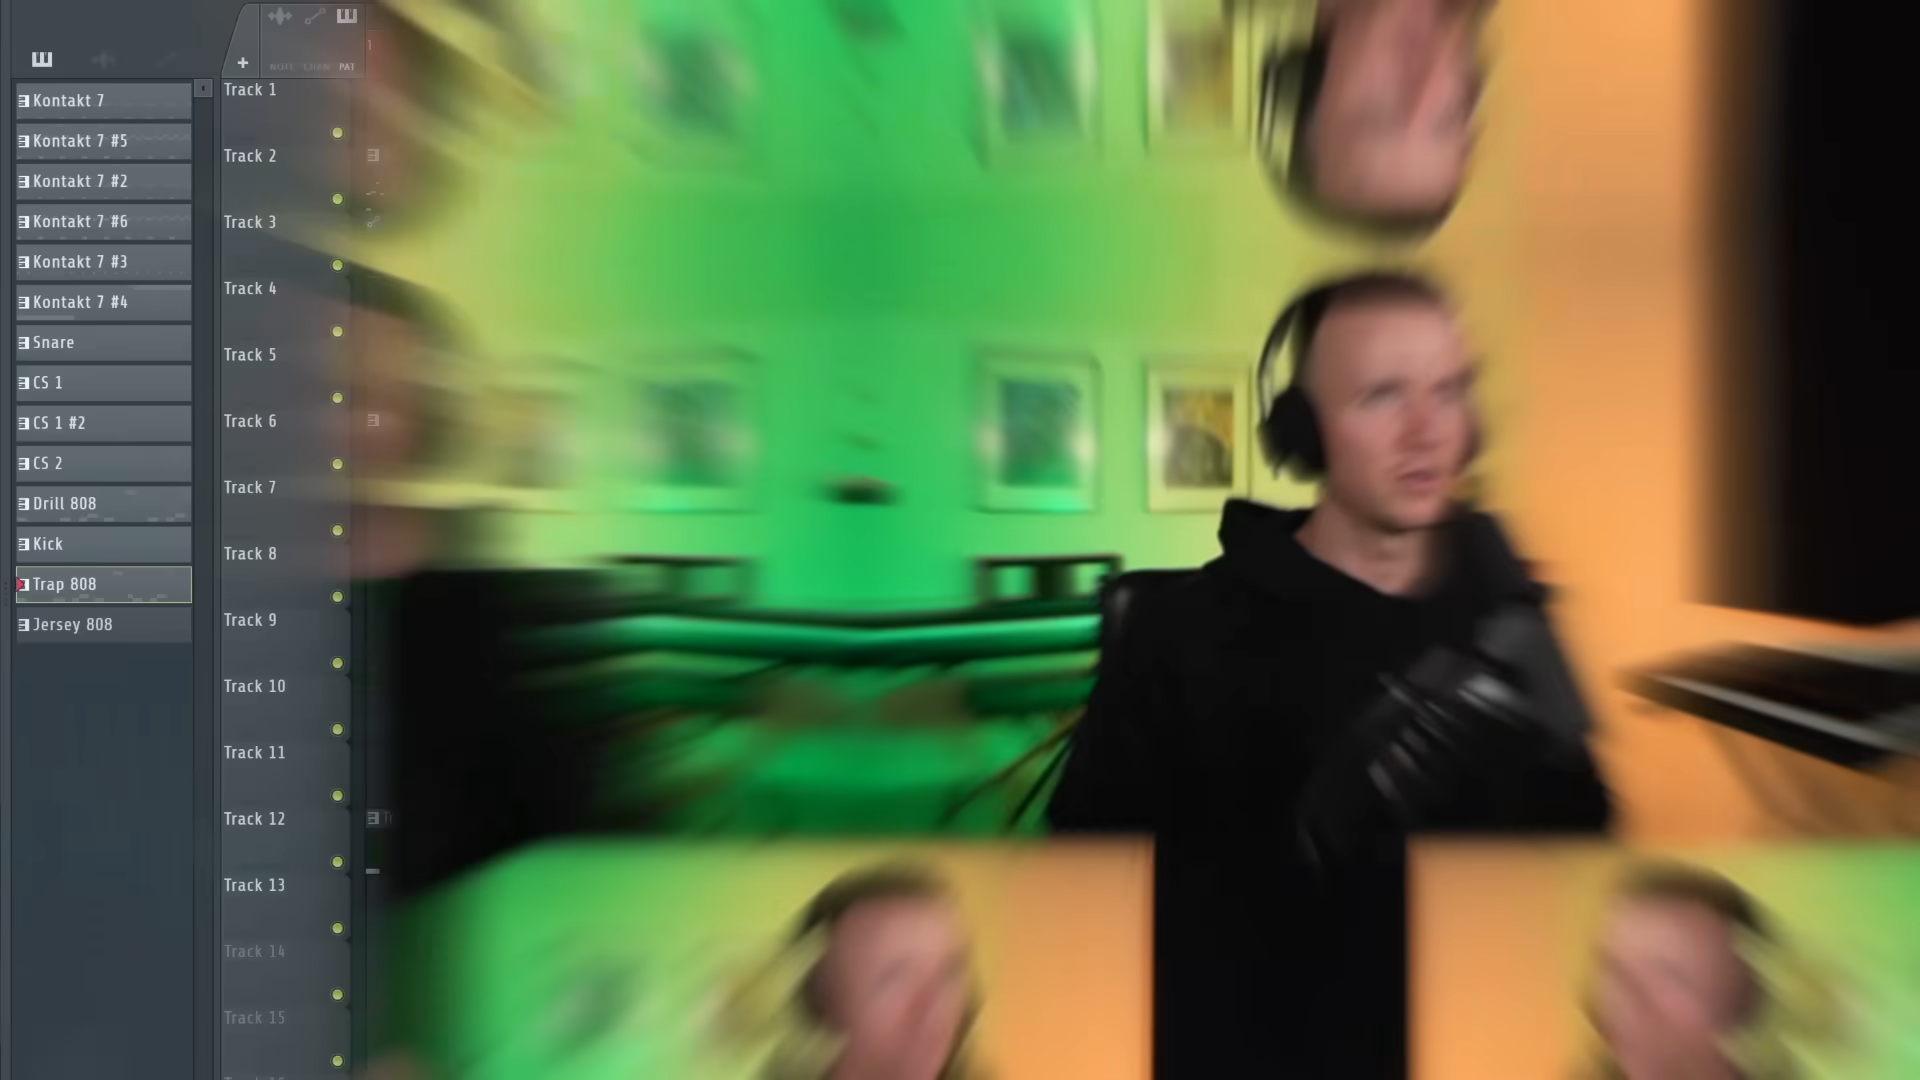 NOTE CHAN PAT
Kontakt 7
Kontakt 7 #5
Kontakt 7 #2
Kontakt 7 #6
Kontakt 7 #3
Kontakt 7 #4
Snare
CS 1
CS 1 #2
CS 2
Drill 808
Kick
Trap 808
Jersey 808
Track 1
Track 2
Track 3
Track 4
Track 5
Track 6
Track 7
Track 8
Track 9
Track 10
Track 11
Track 12
Track 13
Track 14
Track 15